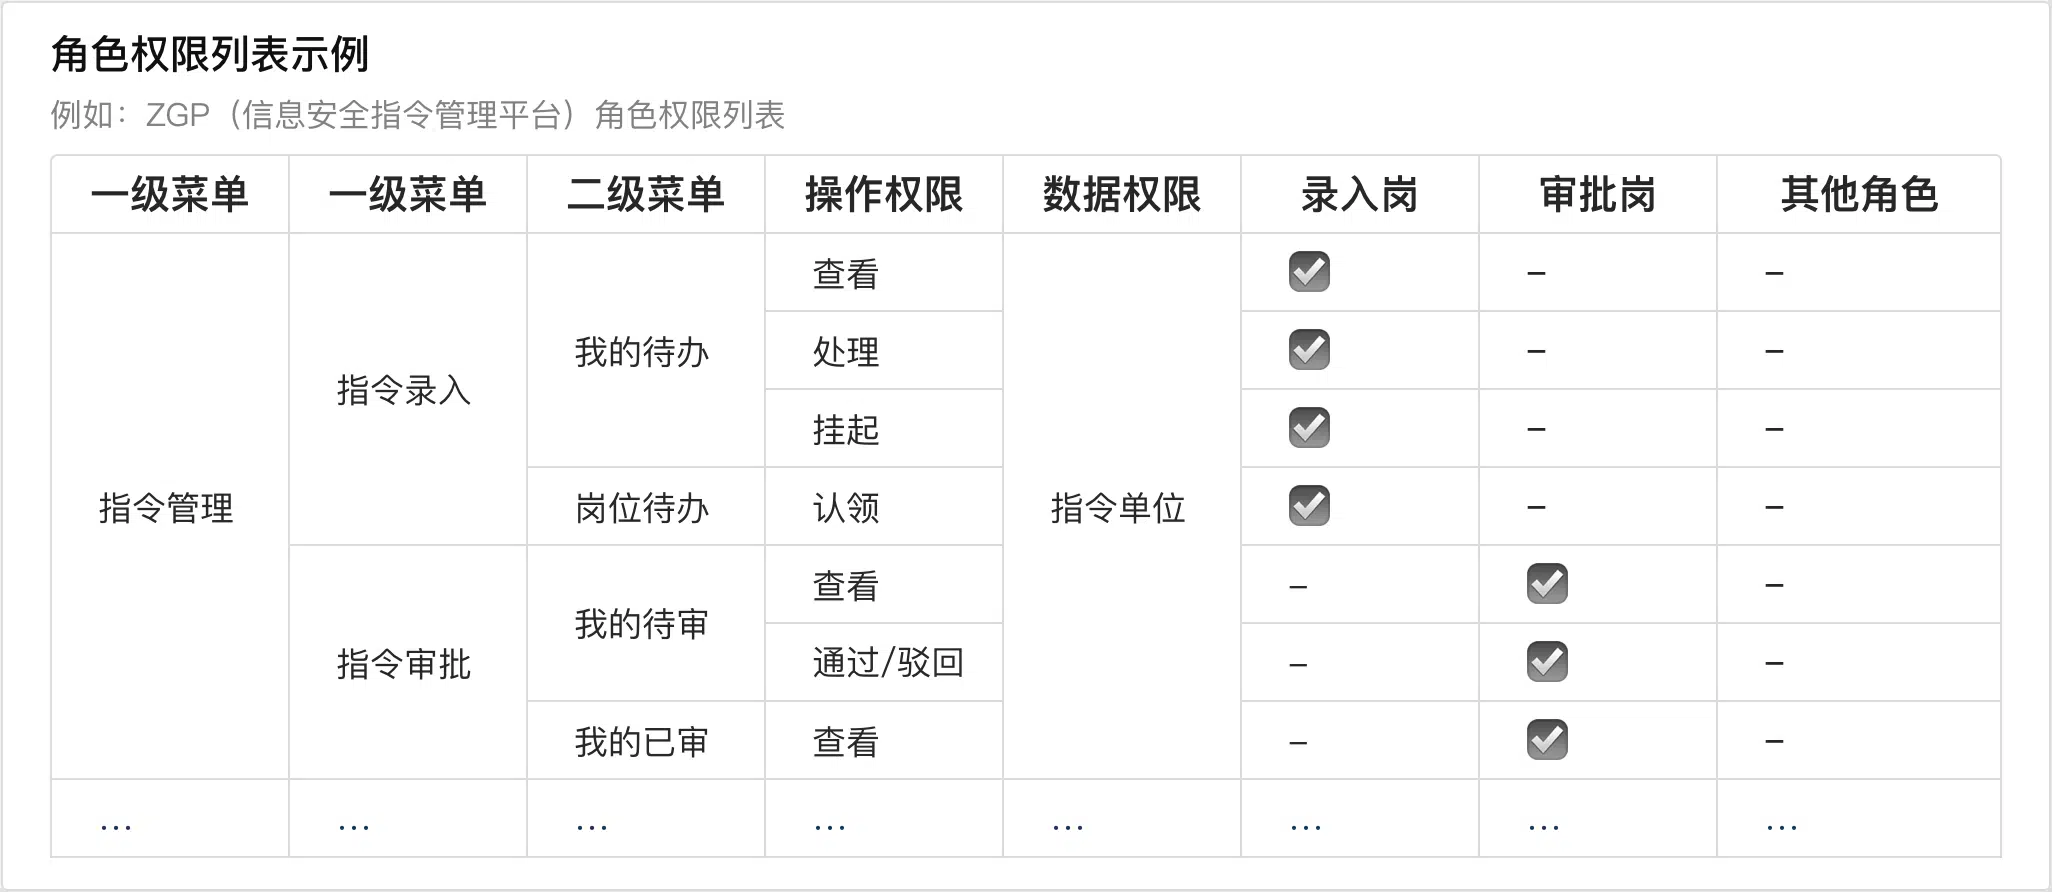 角色权限列表示例
例如：ZGP（信息安全指令管理平台）角色权限列表
一级菜单 一级菜单 二级菜单 操作权限 数据权限 录入岗 审批岗 其他角色
指令管理 指令录入 我的待办 查看 指令单位 ✓ – –
处理 ✓ – –
挂起 ✓ – –
岗位待办 认领 ✓ – –
指令审批 我的待审 查看 – ✓ –
通过/驳回 – ✓ –
我的已审 查看 – ✓ –
... ... ... ... ... ... ... ...